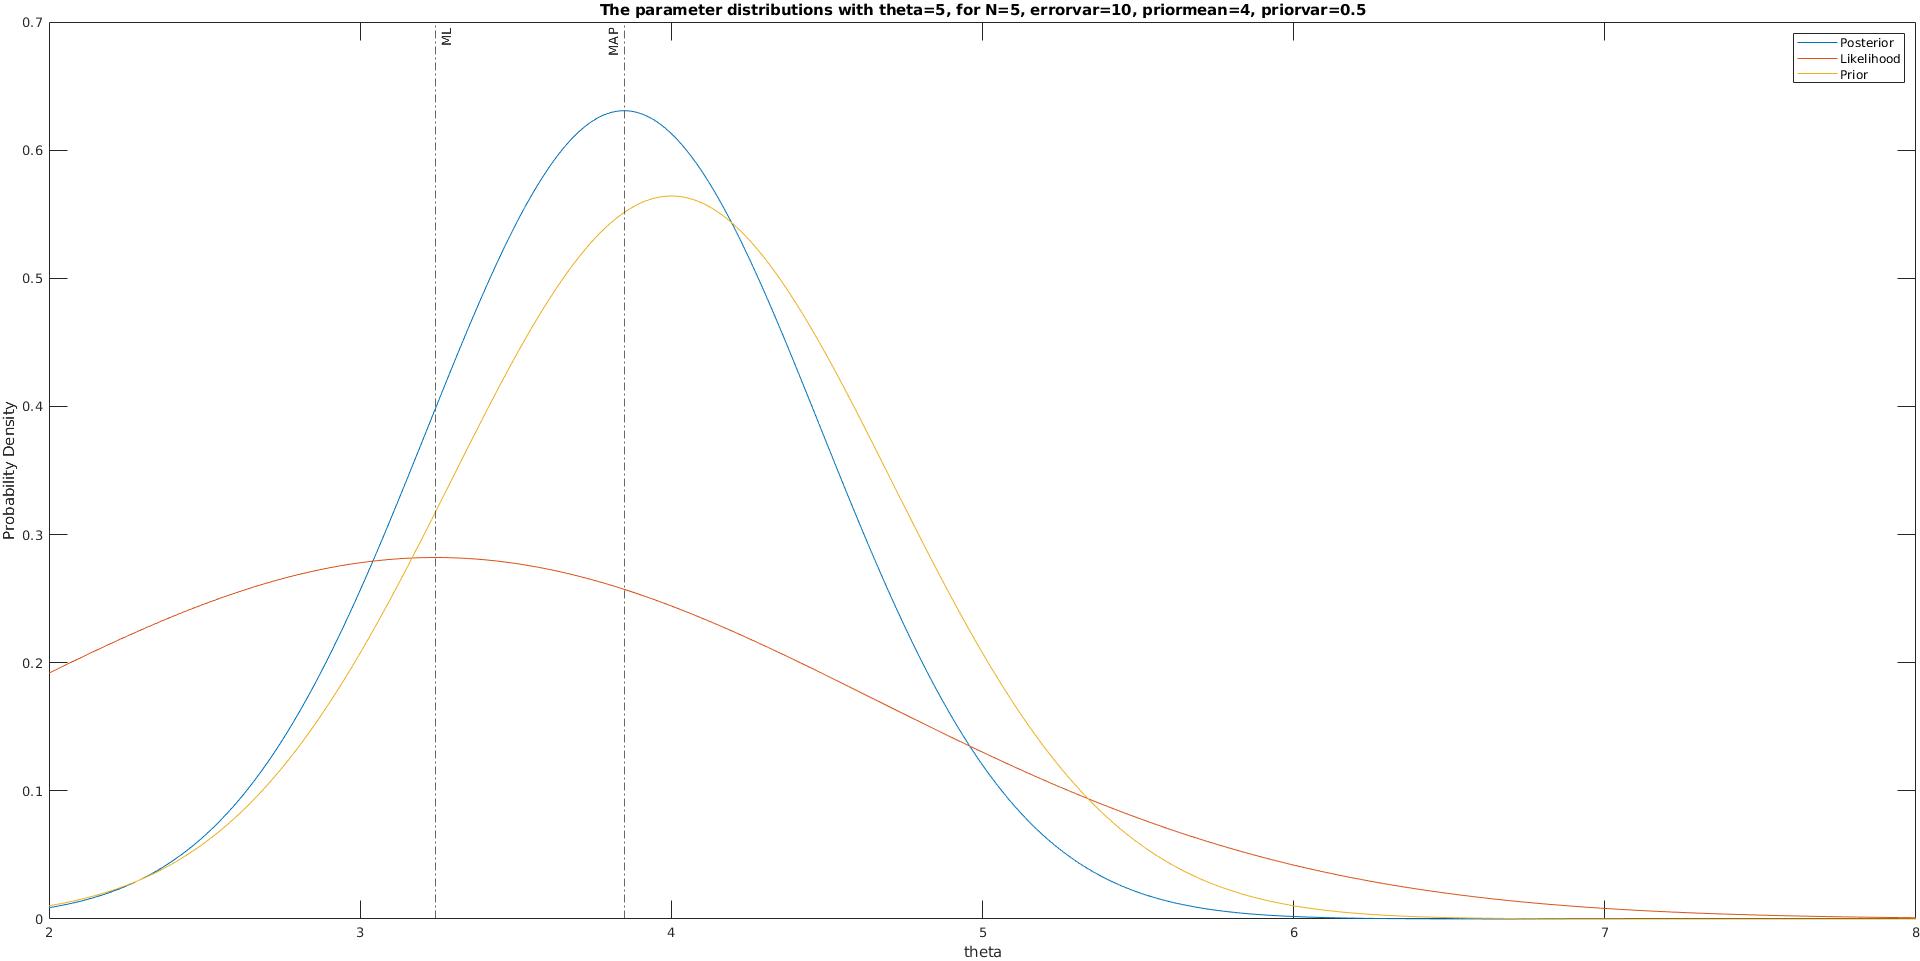 The parameter distributions with theta=5, for N=5, errorvar=10, priormean=4, priorvar=0.5
ML
MAP
Posterior
Likelihood
Prior
0.7
0.6
0.5
0.4
0.3
0.2
0.1
0
Probability Density
2
3
4
5
6
7
8
theta